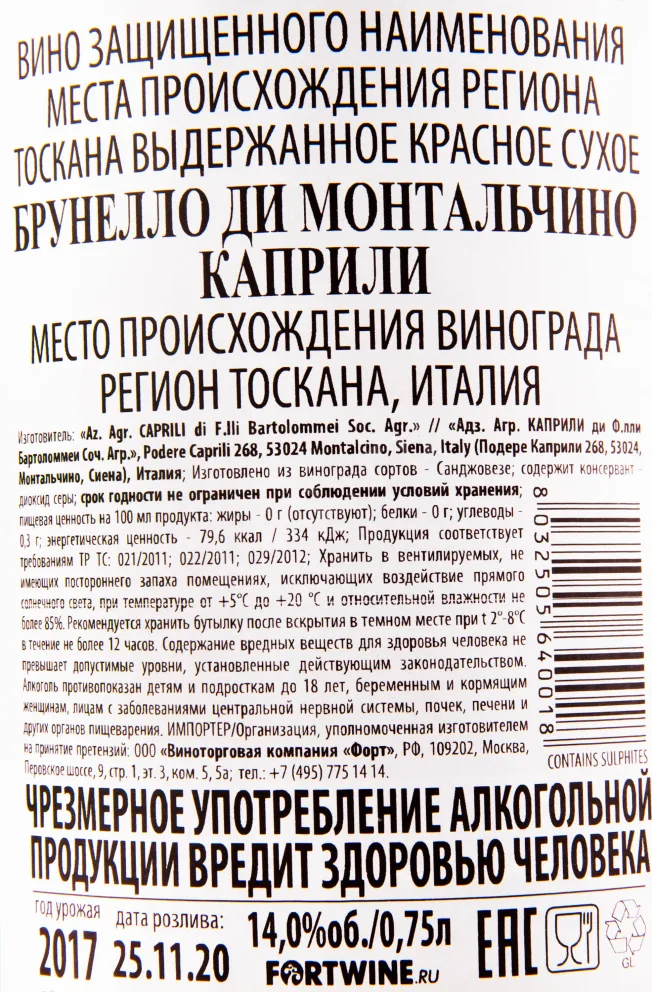 ВИНО ЗАЩИЩЕННОГО НАИМЕНОВАНИЯ
МЕСТА ПРОИСХОЖДЕНИЯ РЕГИОНА
ТОСКАНА ВЫДЕРЖАННОЕ КРАСНОЕ СУХОЕ
БРУНЕЛЛО ДИ МОНТАЛЬЧИНО
КАПРИЛИ
МЕСТО ПРОИСХОЖДЕНИЯ ВИНОГРАДА
РЕГИОН ТОСКАНА, ИТАЛИЯ
Изготовитель: «Az. Agr. CAPRILI di F.lli Bartolommei Soc. Agr.» // «Адз. Агр. КАПРИЛИ ди Ф.лли
Бартоломмеи Соч. Агр.», Podere Caprili 268, 53024 Montalcino, Siena, Italy (Подере Каприли 268, 53024,
Монтальчино, Сиена), Италия; Изготовлено из винограда сортов - Санджовезе; содержит консервант -
диоксид серы; срок годности не ограничен при соблюдении условий хранения;
пищевая ценность на 100 мл продукта: жиры - 0 г (отсутствуют); белки - 0 г; углеводы -
0,3 г; энергетическая ценность - 79,6 ккал / 334 кДж; Продукция соответствует
требованиям ТР ТС: 021/2011; 022/2011; 029/2012; Хранить в вентилируемых, не
имеющих постороннего запаха помещениях, исключающих воздействие прямого
солнечного света, при температуре от +5°С до +20 °С и относительной влажности не
более 85%. Рекомендуется хранить бутылку после вскрытия в темном месте при t 2°-8°С
в течение не более 12 часов. Содержание вредных веществ для здоровья человека не
превышает допустимые уровни, установленные действующим законодательством.
Алкоголь противопоказан детям и подросткам до 18 лет, беременным и кормящим
женщинам, лицам с заболеваниями центральной нервной системы, почек, печени и
других органов пищеварения. ИМПОРТЕР/Организация, уполномоченная изготовителем
на принятие претензий: ООО «Виноторговая компания «Форт», РФ, 109202, Москва,
Перовское шоссе, 9, стр. 1, эт. 3, ком. 5, 5а; тел.: +7 (495) 775 14 14.
8 032505 640018
CONTAINS SULPHITES
ЧРЕЗМЕРНОЕ УПОТРЕБЛЕНИЕ АЛКОГОЛЬНОЙ
ПРОДУКЦИИ ВРЕДИТ ЗДОРОВЬЮ ЧЕЛОВЕКА
год урожая дата розлива:
2017 25.11.20
14,0%об./0,75л
FORTWINE.RU
EAC
GL